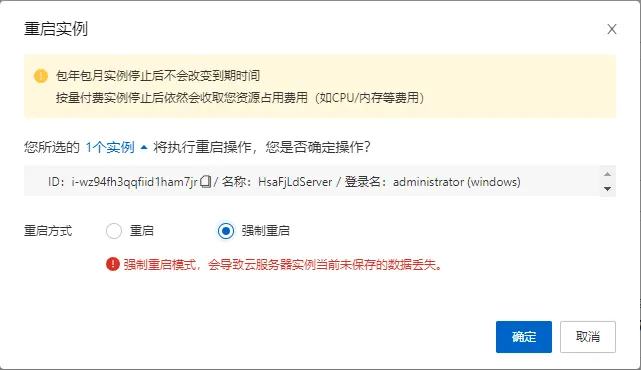 重启实例
包年包月实例停止后不会改变到期时间
按量付费实例停止后依然会收取您资源占用费用（如CPU/内存等费用）
您所选的 1个实例 将执行重启操作，您是否确定操作？
ID：i-wz94fh3qqfiid1ham7jr / 名称：HsaFjLdServer / 登录名：administrator (windows)
重启方式 重启 强制重启
强制重启模式，会导致云服务器实例当前未保存的数据丢失。
确定 取消